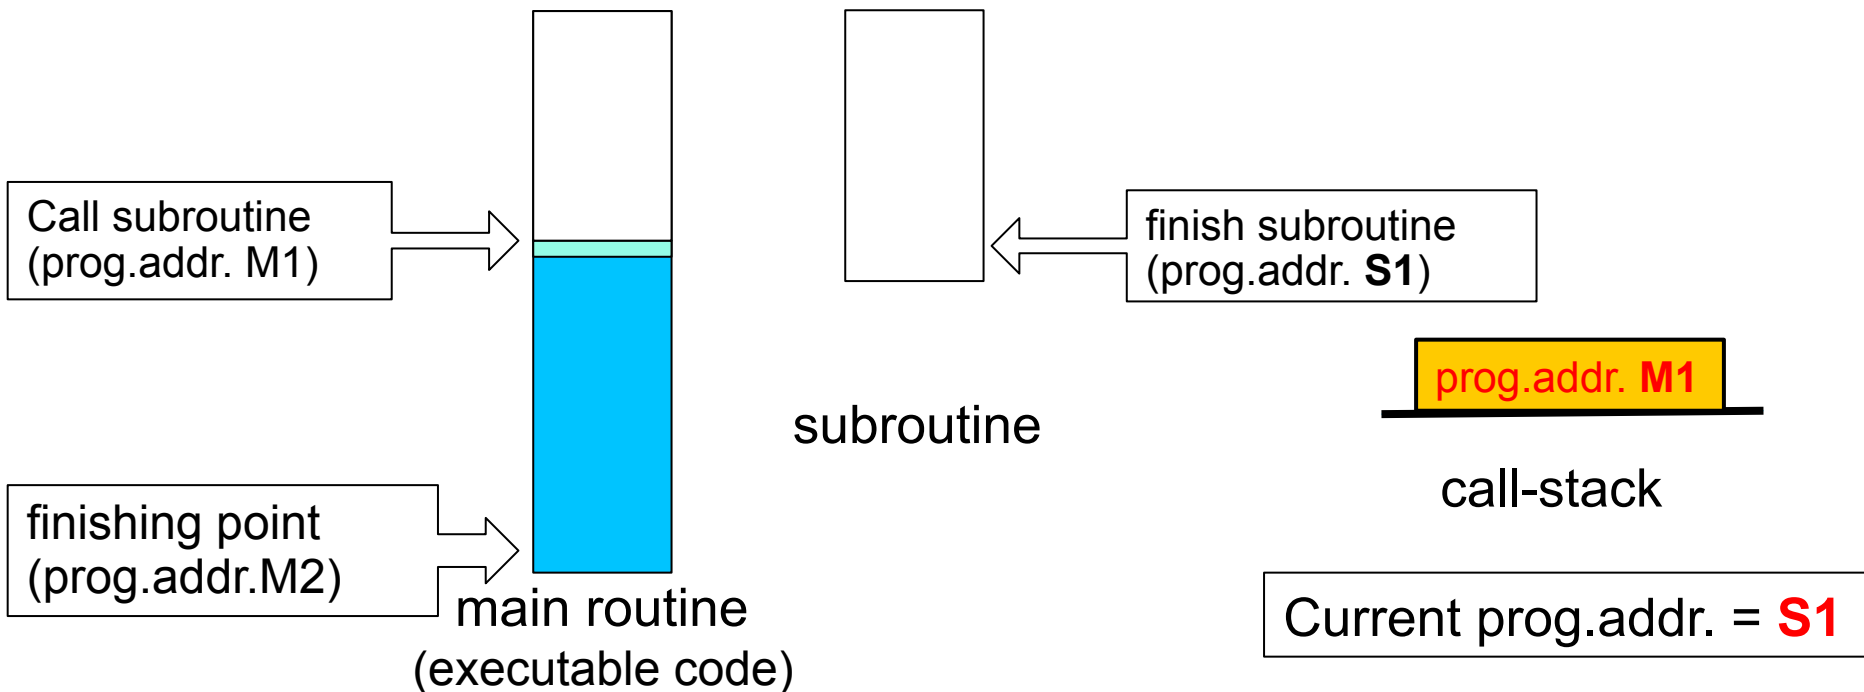 Call subroutine
(prog.addr. M1)
finish subroutine
(prog.addr. S1)
prog.addr. M1
subroutine
call-stack
finishing point
(prog.addr.M2)
main routine
(executable code)
Current prog.addr. = S1